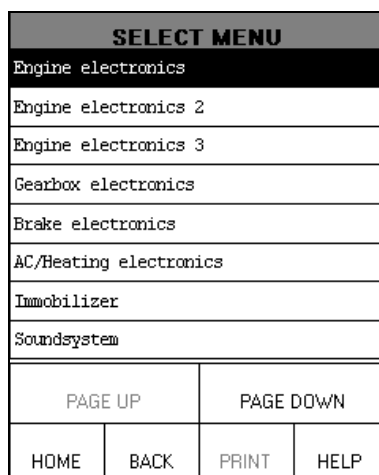 SELECT MENU
Engine electronics
Engine electronics 2
Engine electronics 3
Gearbox electronics
Brake electronics
AC/Heating electronics
Immobilizer
Soundsystem
PAGE UP PAGE DOWN
HOME BACK PRINT HELP